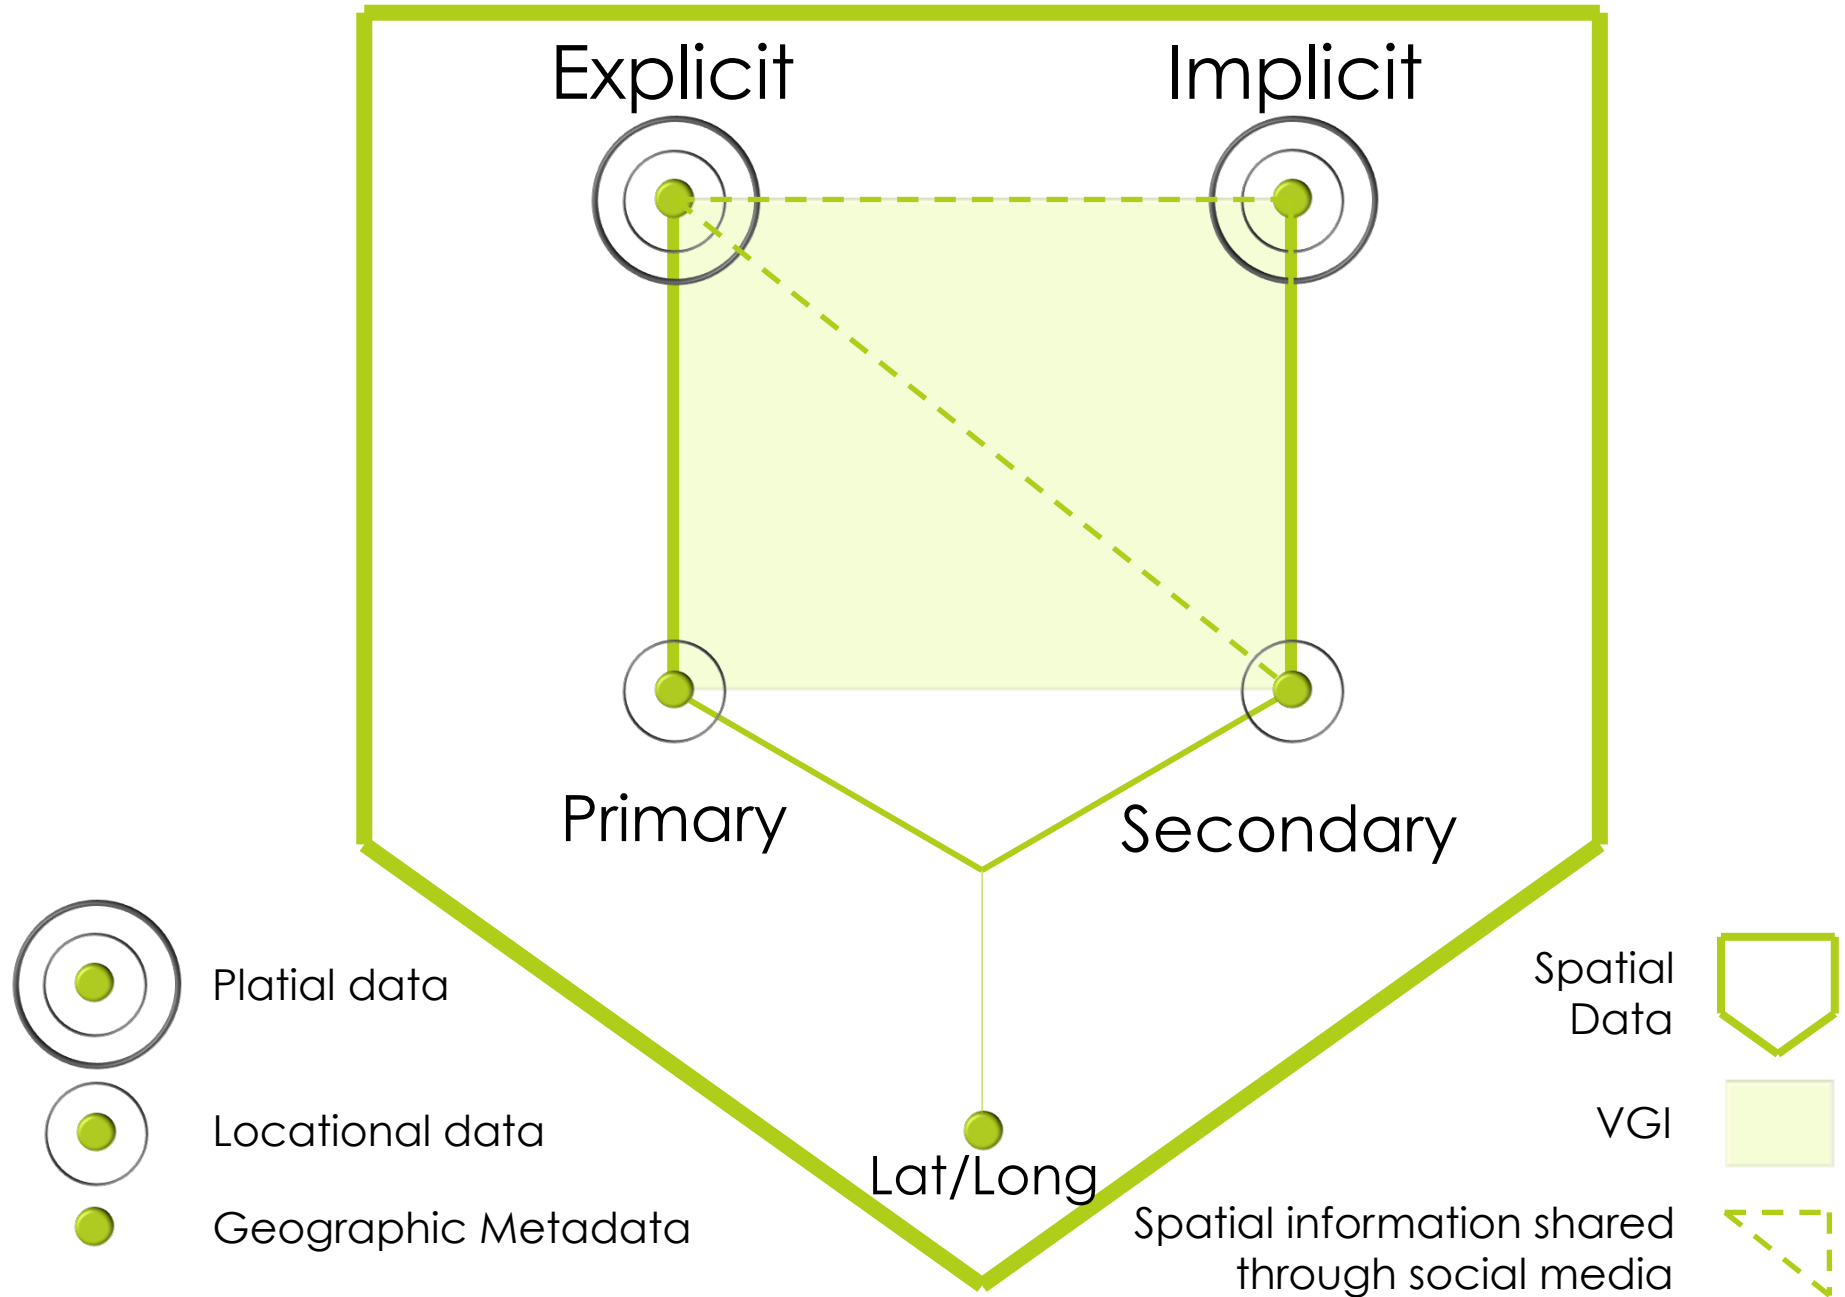 Explicit
Implicit
Primary
Secondary
Lat/Long
Platial data
Locational data
Geographic Metadata
Spatial
Data
VGI
Spatial information shared
through social media